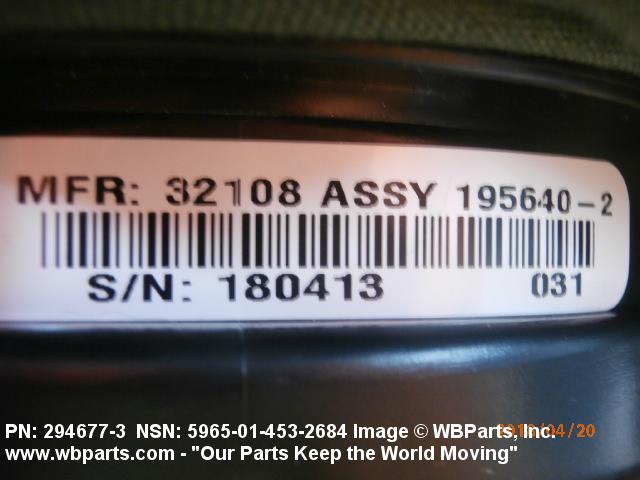 MFR: 32108 ASSY 195640-2
S/N: 180413 031
PN: 294677-3 NSN: 5965-01-453-2684 Image © WBParts, Inc.
www.wbparts.com - "Our Parts Keep the World Moving"